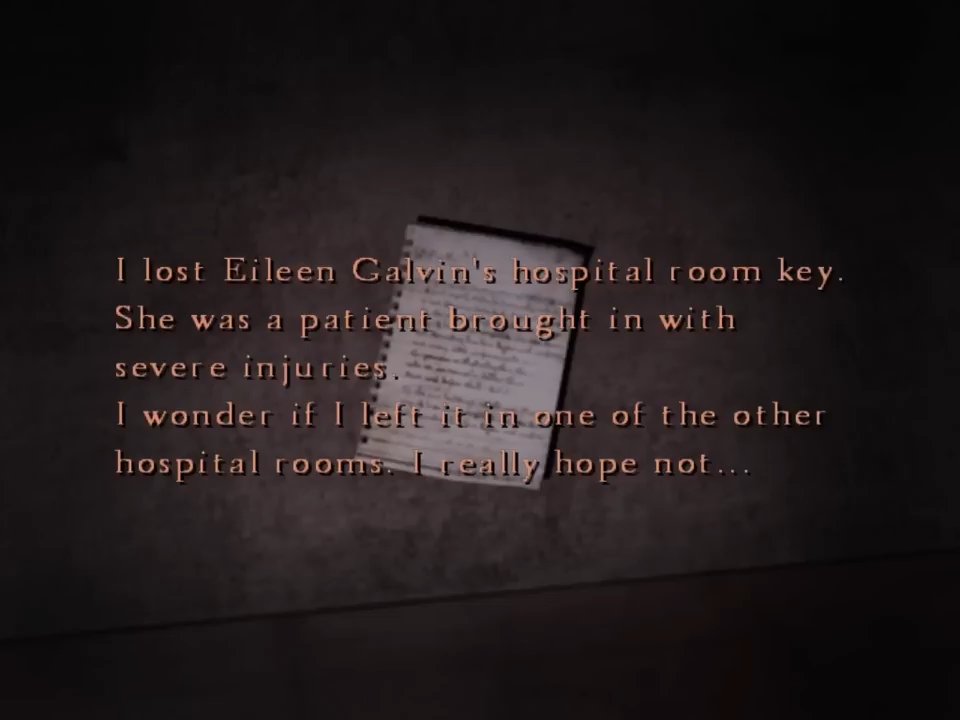 I lost Eileen Galvin's hospital room key.
She was a patient brought in with
severe injuries.
I wonder if I left it in one of the other
hospital rooms. I really hope not...